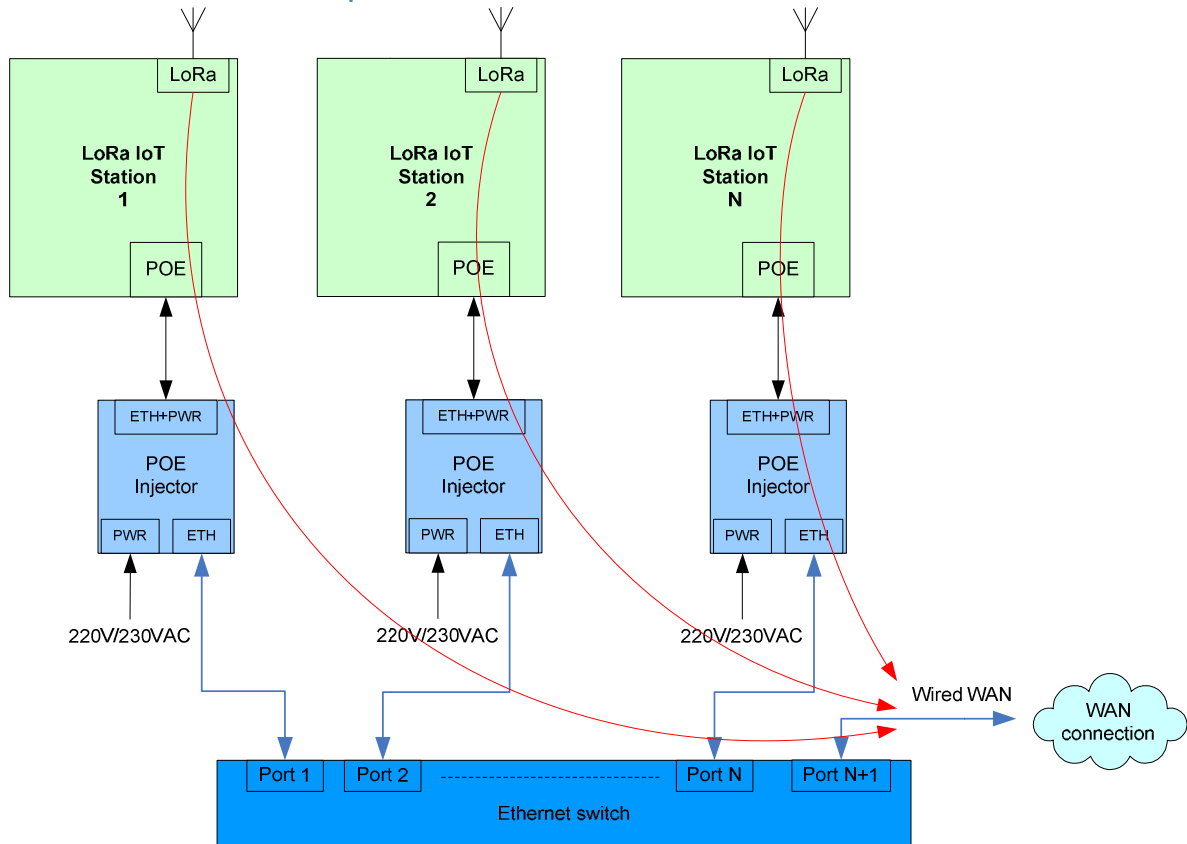 LoRa
LoRa
LoRa
LoRa IoT
Station
1
LoRa IoT
Station
2
LoRa IoT
Station
N
POE
POE
POE
ETH+PWR
ETH+PWR
ETH+PWR
POE
Injector
POE
Injector
POE
Injector
PWR
ETH
PWR
ETH
PWR
ETH
220V/230VAC
220V/230VAC
220V/230VAC
Wired WAN
WAN
connection
Port 1
Port 2
Port N
Port N+1
Ethernet switch